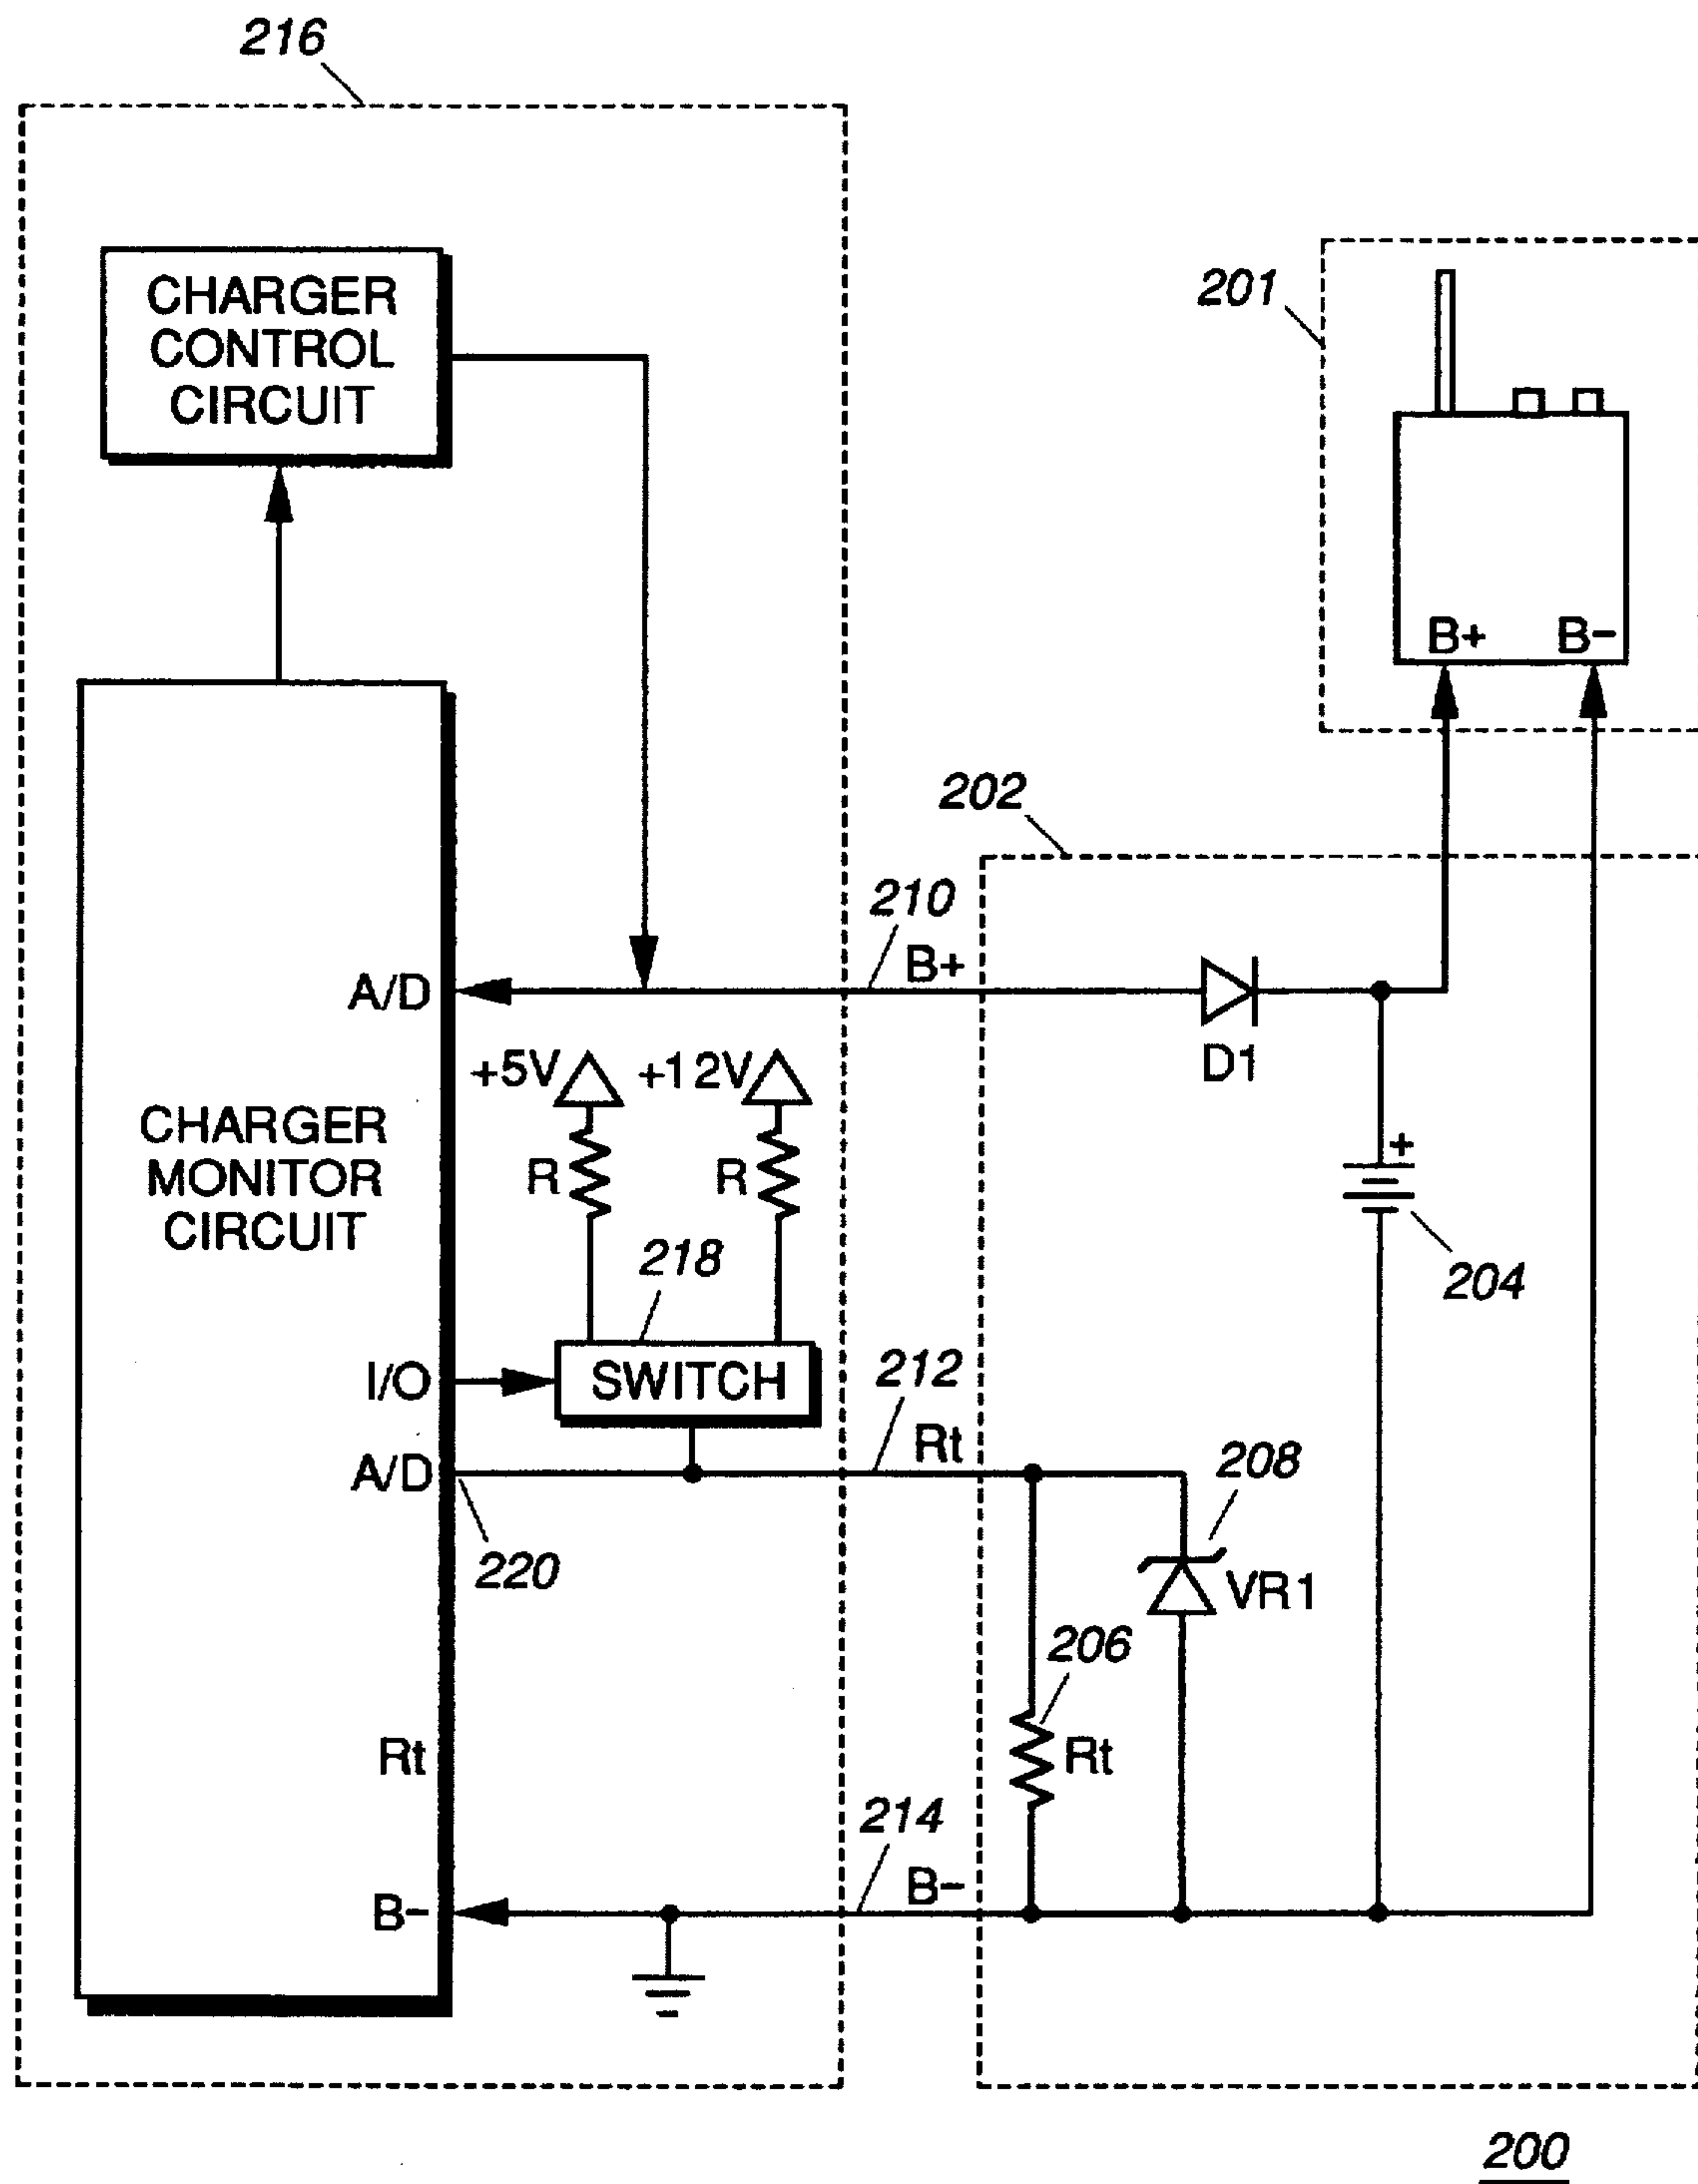 216
CHARGER
CONTROL
CIRCUIT
201
B+ B-
202
210
B+
A/D
D1
+5V +12V
CHARGER
MONITOR
CIRCUIT
R R
+
204
218
I/O
SWITCH
212
Rt
A/D
220
208
VR1
206
Rt
Rt
214
B-
B-
200